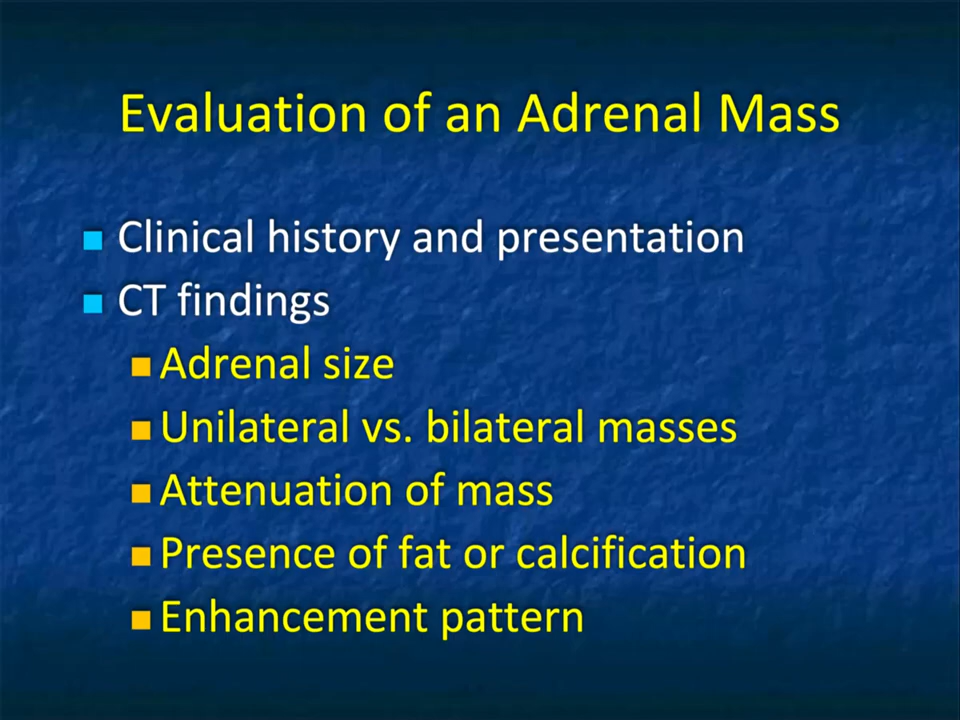 Evaluation of an Adrenal Mass
Clinical history and presentation
CT findings
Adrenal size
Unilateral vs. bilateral masses
Attenuation of mass
Presence of fat or calcification
Enhancement pattern